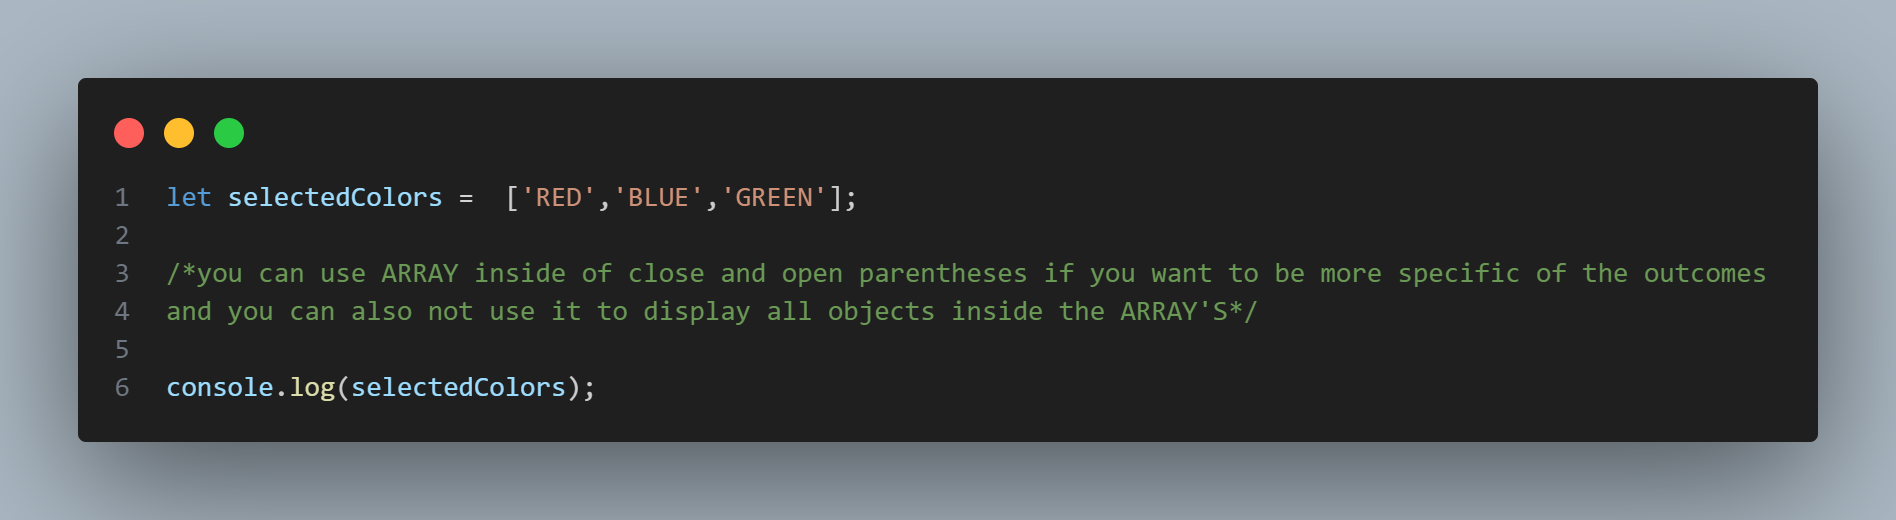 1 let selectedColors =  ['RED','BLUE','GREEN'];
2
3 /*you can use ARRAY inside of close and open parentheses if you want to be more specific of the outcomes
4 and you can also not use it to display all objects inside the ARRAY'S*/
5
6 console.log(selectedColors);